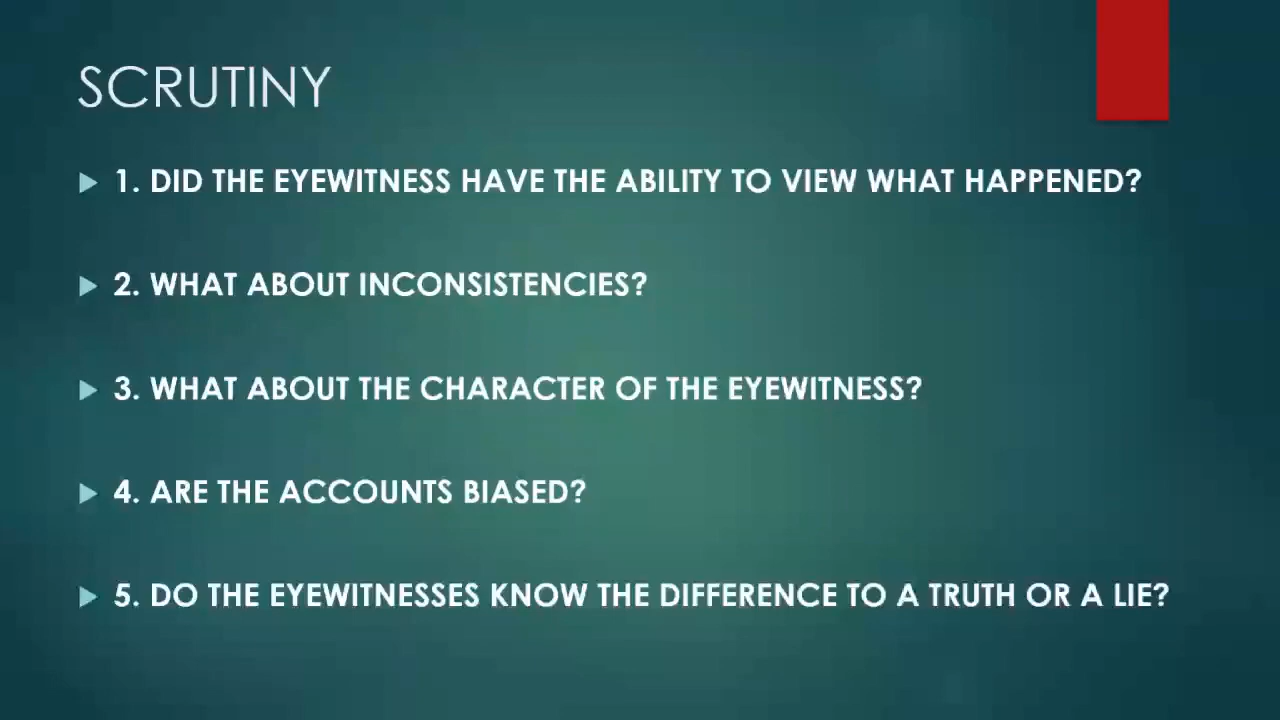 SCRUTINY
1. DID THE EYEWITNESS HAVE THE ABILITY TO VIEW WHAT HAPPENED?
2. WHAT ABOUT INCONSISTENCIES?
3. WHAT ABOUT THE CHARACTER OF THE EYEWITNESS?
4. ARE THE ACCOUNTS BIASED?
5. DO THE EYEWITNESSES KNOW THE DIFFERENCE TO A TRUTH OR A LIE?